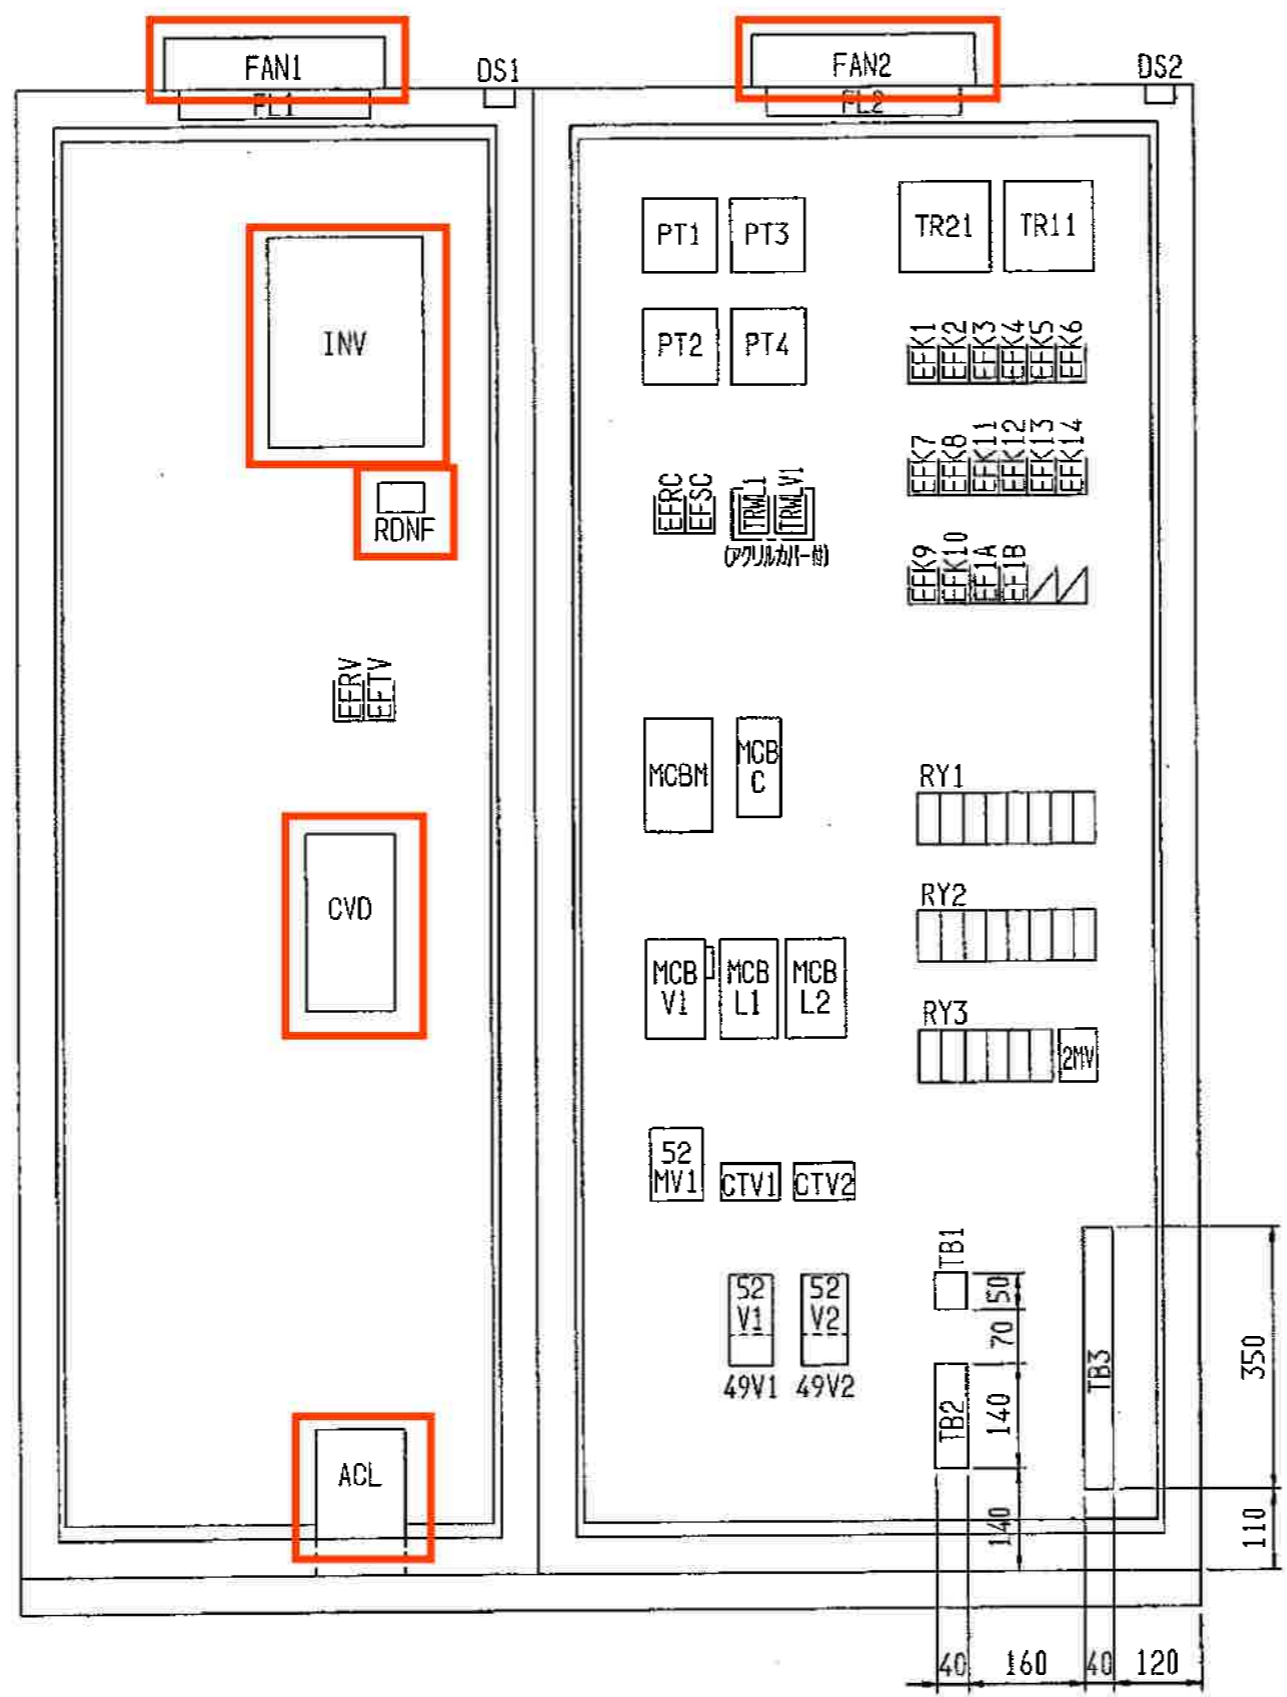 FAN1
DS1
FAN2
DS2
FL1
FL2
PT1 PT3
TR21 TR11
INV
PT2 PT4
EFK1 EFK2 EFK3 EFK4 EFK5 EFK6
EFK7 EFK8 EFK11 EFK12 EFK13 EFK14
RDNF
EFRC EFSC TRWL1 TRWLV1
(アクリルカバー付)
EFK9 EFK10 EF1A EF1B
EFRV EFTV
MCBM
MCB
C
RY1
CVD
RY2
MCB
V1
MCB
L1
MCB
L2
RY3
2MV
52
MV1
CTV1 CTV2
TB1
50
52
V1
52
V2
70
49V1 49V2
TB2
140
TB3
350
ACL
140
110
40 160 40 120